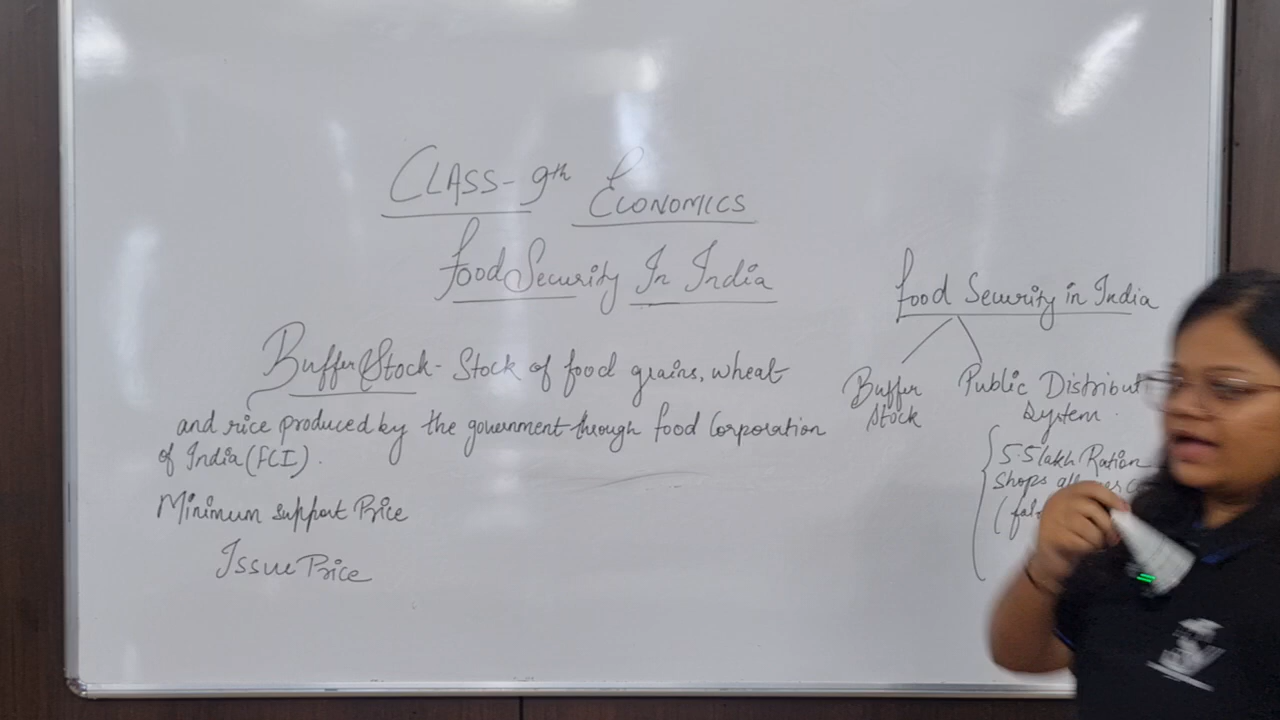 CLASS-9th ECONOMICS
Food Security In India
Buffer Stock- Stock of food grains, wheat
and rice produced by the government through food Corporation
of India (FCI).
Minimum support Price
Issue Price
Food Security in India
Buffer
Stock
Public Distribut
System.
5.5 lakh Ration
Shops